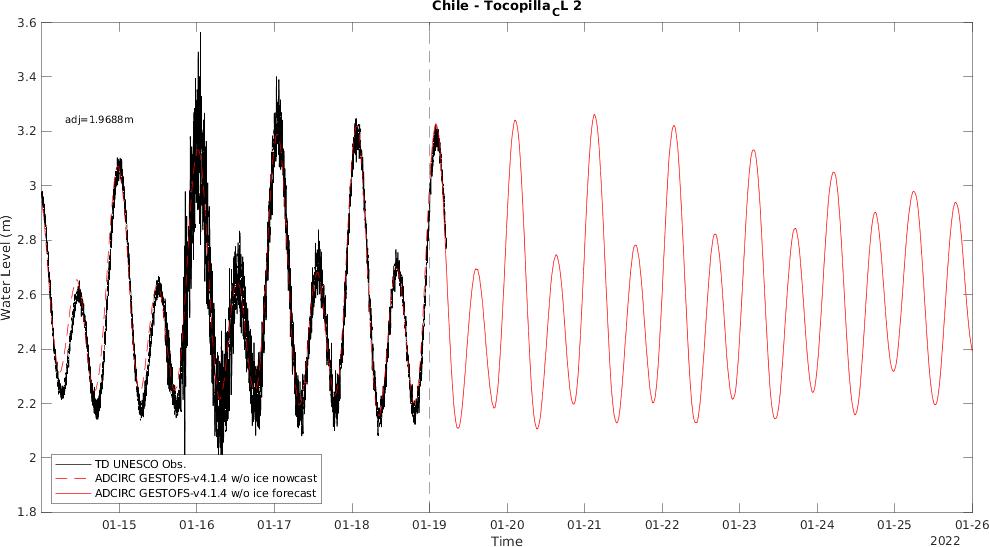 Chile - Tocopilla_CL 2
3.6
3.4
3.2
3
2.8
2.6
2.4
2.2
2
1.8
Water Level (m)
adj=1.9688m
TD UNESCO Obs.
ADCIRC GESTOFS-v4.1.4 w/o ice nowcast
ADCIRC GESTOFS-v4.1.4 w/o ice forecast
01-15 01-16 01-17 01-18 01-19 01-20 01-21 01-22 01-23 01-24 01-25 01-26
Time
2022